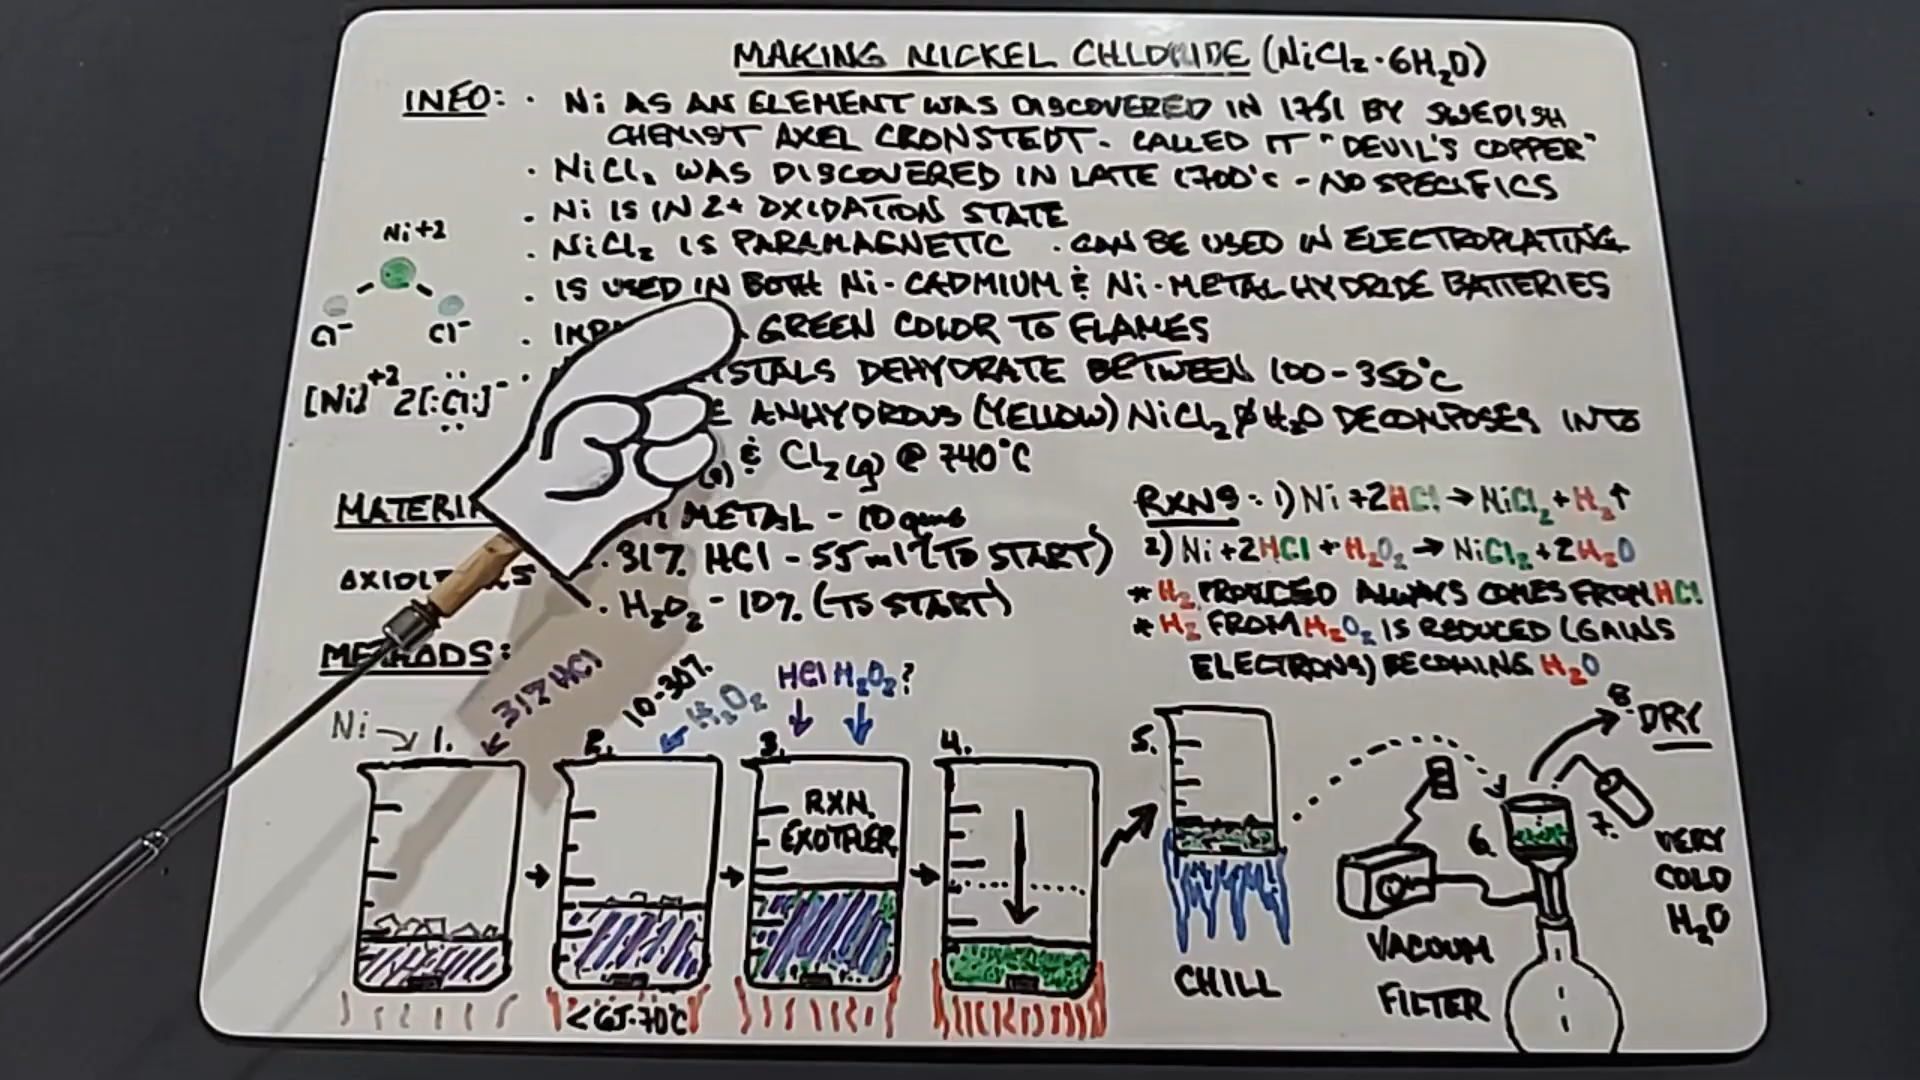 MAKING NICKEL CHLORIDE (NiCl₂·6H₂O)
INFO: · Ni AS AN ELEMENT WAS DISCOVERED IN 1751 BY SWEDISH
CHEMIST AXEL CRONSTEDT - CALLED IT "DEVIL'S COPPER"
· NiCl₂ WAS DISCOVERED IN LATE 1700's - NO SPECIFICS
· Ni IS IN 2+ OXIDATION STATE
· NiCl₂ IS PARAMAGNETIC · CAN BE USED IN ELECTROPLATING
· IS USED IN BOTH Ni-CADMIUM & Ni-METAL HYDRIDE BATTERIES
· GREEN COLOR TO FLAMES
· DEHYDRATE BETWEEN 100-350°C
ANHYDROUS (YELLOW) NiCl₂ & H₂O DECOMPOSES INTO
(s) & Cl₂(g) @ 740°C
Ni+2
Cl⁻ Cl⁻
[Ni]⁺² 2[:Cl:]⁻
METAL - 10 gms
· 31% HCl - 55ml (TO START)
· H₂O₂ - 10% (TO START)
RXNS: 1) Ni + 2HCl → NiCl₂ + H₂↑
2) Ni + 2HCl + H₂O₂ → NiCl₂ + 2H₂O
* H₂ PRODUCED ALWAYS COMES FROM HCl
* H₂ FROM H₂O₂ IS REDUCED (GAINS
ELECTRONS) BECOMING H₂O
METHODS:
Ni
1.
31% HCl
2.
10-30%
H₂O₂
<65-70°C
3.
HCl H₂O₂?
RXN.
EXOTHER.
4.
5.
CHILL
6.
VACUUM
FILTER
7.
VERY
COLD
H₂O
8.
DRY